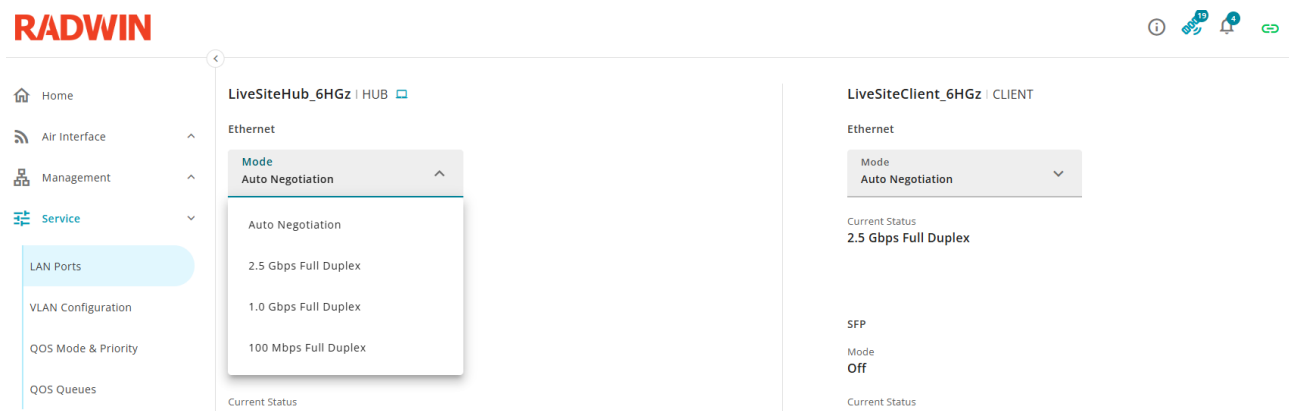 RADWIN
19
4
Home
Air Interface
Management
Service
LAN Ports
VLAN Configuration
QOS Mode & Priority
QOS Queues
LiveSiteHub_6HGz | HUB
Ethernet
Mode
Auto Negotiation
Auto Negotiation
2.5 Gbps Full Duplex
1.0 Gbps Full Duplex
100 Mbps Full Duplex
Current Status
LiveSiteClient_6HGz | CLIENT
Ethernet
Mode
Auto Negotiation
Current Status
2.5 Gbps Full Duplex
SFP
Mode
Off
Current Status